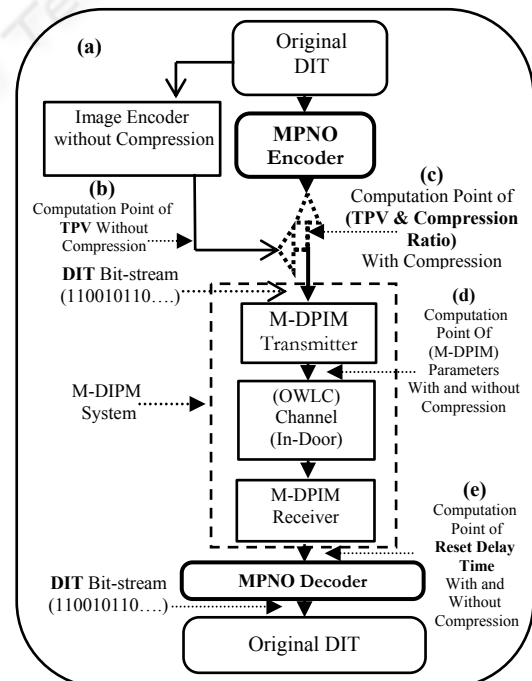 (a)
Original
DIT
Image Encoder
without Compression
MPNO
Encoder
(b)
Computation Point of
TPV Without
Compression
(c)
Computation Point of
(TPV & Compression
Ratio)
With Compression
DIT Bit-stream
(110010110….)
(d)
Computation
Point Of
(M-DPIM)
Parameters
With and without
Compression
M-DPIM
Transmitter
M-DIPM
System
(OWLC)
Channel
(In-Door)
M-DPIM
Receiver
(e)
Computation
Point of
Reset Delay
Time
With and
Without
Compression
MPNO Decoder
DIT Bit-stream
(110010110….)
Original DIT